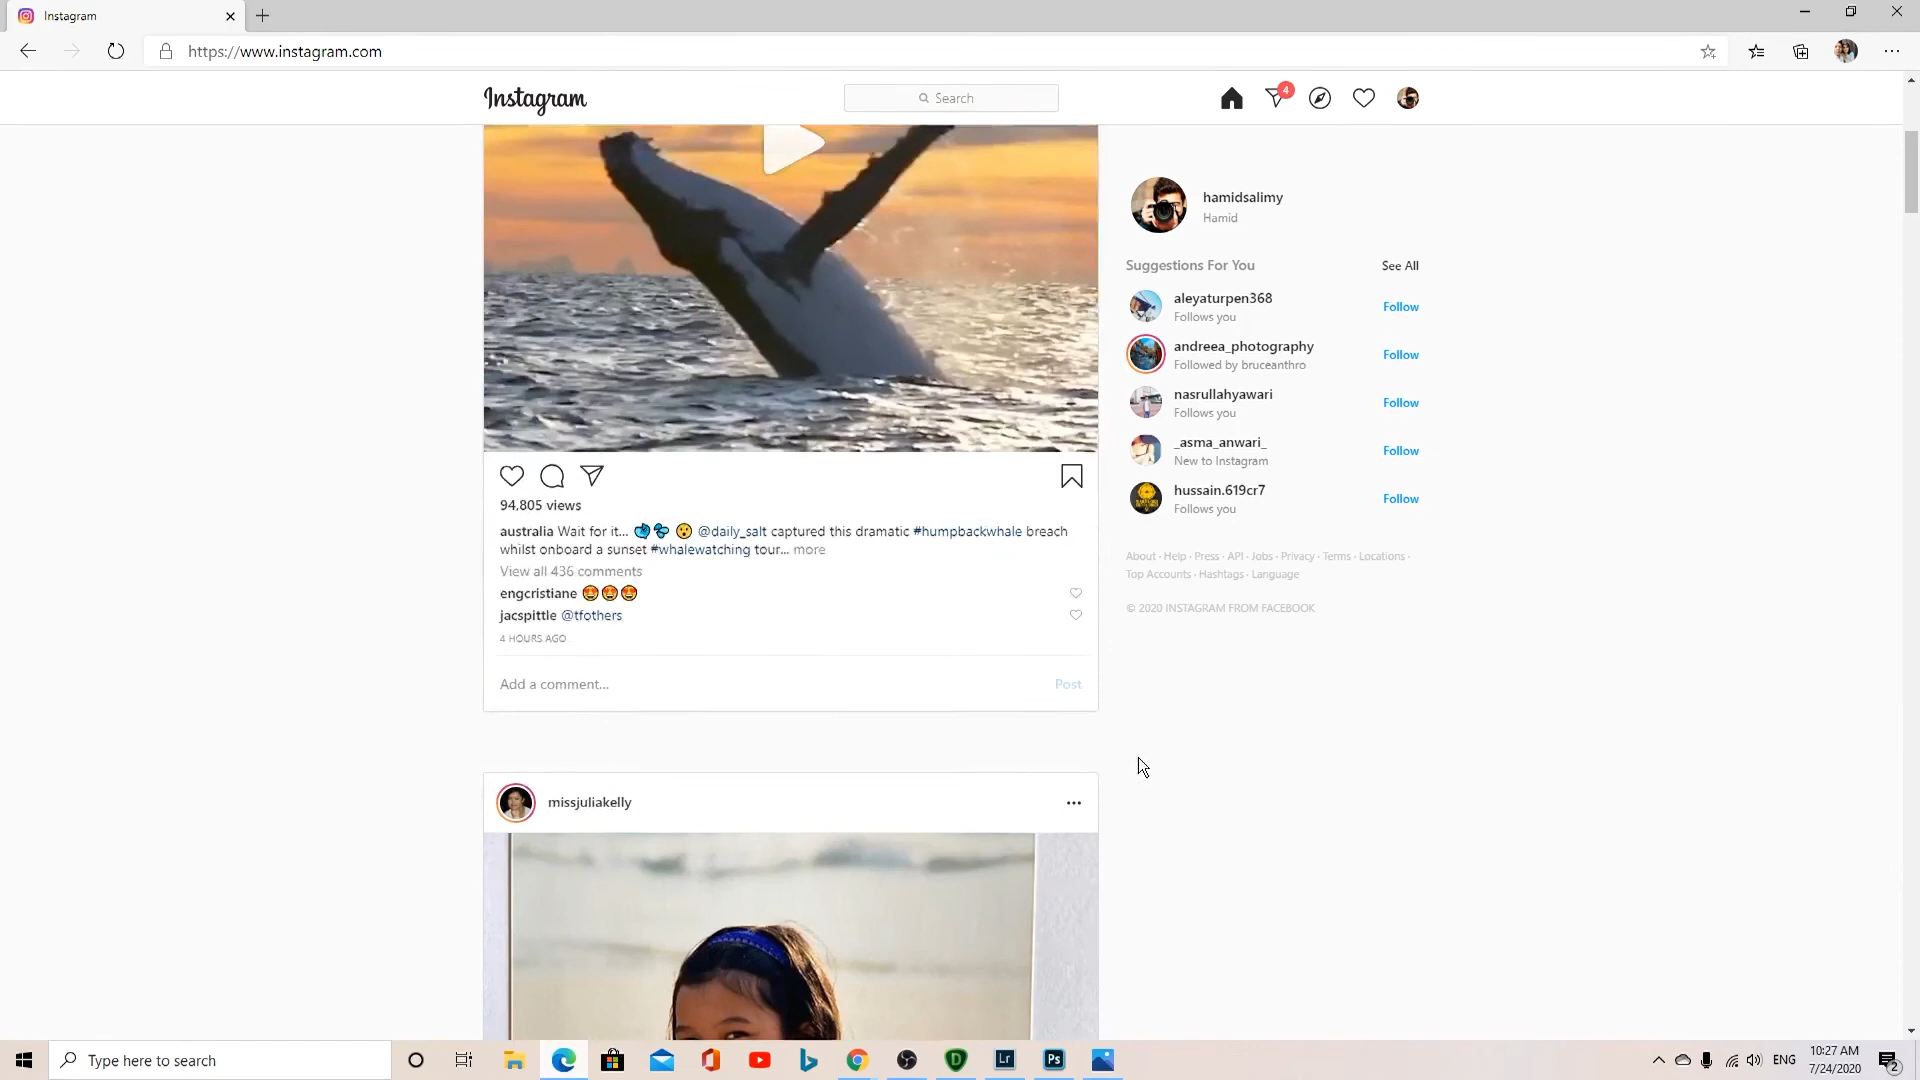 Instagram
https://www.instagram.com
Instagram
Search
4
hamidsalimy
Hamid
Suggestions For You
See All
aleyaturpen368
Follows you
Follow
andreea_photography
Followed by bruceanthro
Follow
nasrullahyawari
Follows you
Follow
_asma_anwari_
New to Instagram
Follow
hussain.619cr7
Follows you
Follow
About · Help · Press · API · Jobs · Privacy · Terms · Locations ·
Top Accounts · Hashtags · Language
© 2020 INSTAGRAM FROM FACEBOOK
94,805 views
australia Wait for it... @daily_salt captured this dramatic #humpbackwhale breach
whilst onboard a sunset #whalewatching tour... more
View all 436 comments
engcristiane 🤩🤩🤩
jacspittle @tfothers
4 HOURS AGO
Add a comment...
Post
missjuliakelly
Type here to search
Lr
Ps
ENG
10:27 AM
7/24/2020
2